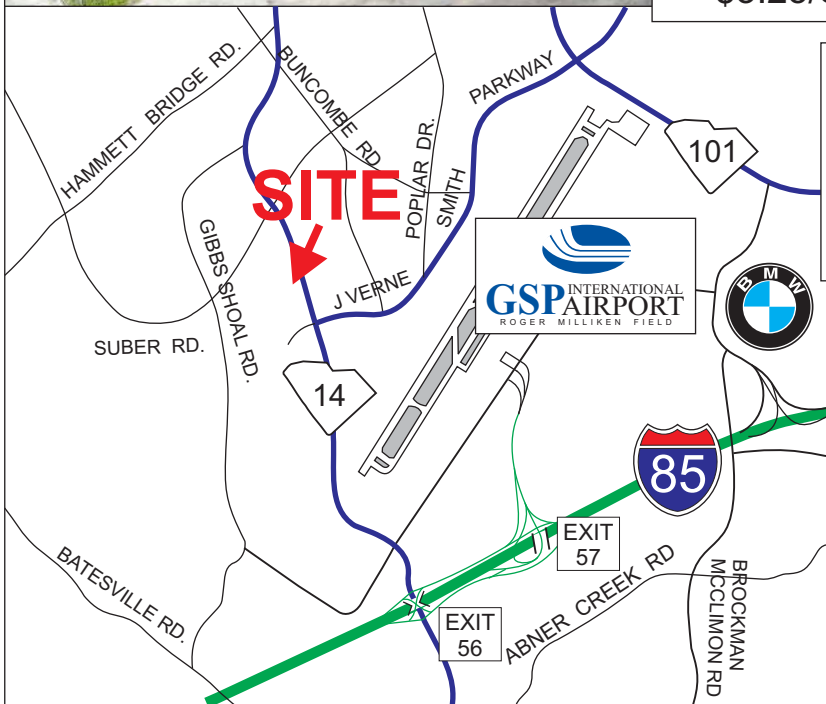 HAMMETT BRIDGE RD.
BUNCOMBE RD.
PARKWAY
POPLAR DR.
SMITH
101
SITE
GIBBS SHOAL RD.
J VERNE
GSP INTERNATIONAL
AIRPORT
ROGER MILLIKEN FIELD
BMW
SUBER RD.
14
85
EXIT
57
BATESVILLE RD.
EXIT
56
ABNER CREEK RD
BROCKMAN
MCCLIMON RD